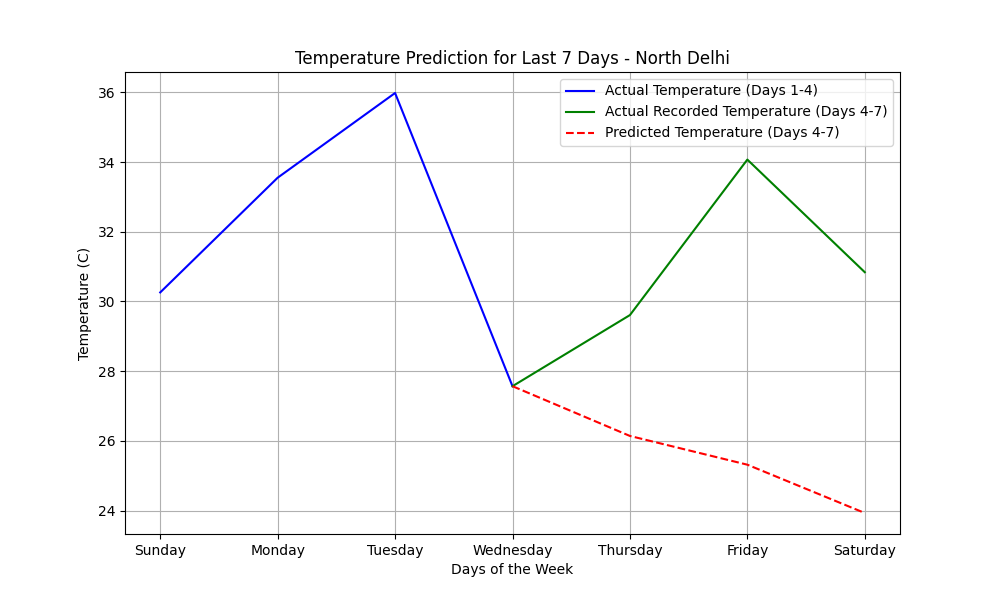 Temperature Prediction for Last 7 Days - North Delhi
Actual Temperature (Days 1-4)
Actual Recorded Temperature (Days 4-7)
Predicted Temperature (Days 4-7)
Temperature (C)
36
34
32
30
28
26
24
Sunday Monday Tuesday Wednesday Thursday Friday Saturday
Days of the Week